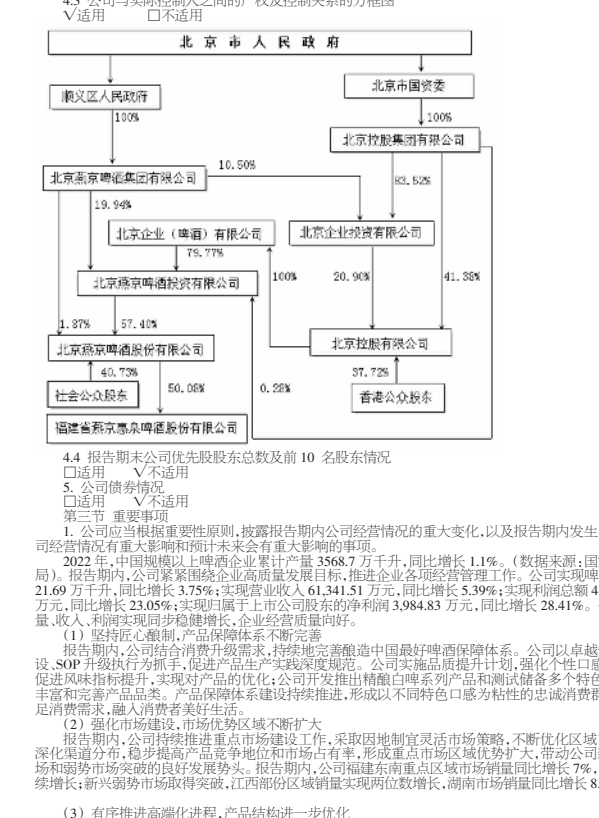 4.3 公司与实际控制人之间的产权及控制关系的方框图
√适用 □不适用
北京市人民政府
顺义区人民政府
北京市国资委
100%
100%
北京控股集团有限公司
北京燕京啤酒集团有限公司
10.50%
83.52%
19.94%
北京企业（啤酒）有限公司
北京企业投资有限公司
79.77%
北京燕京啤酒投资有限公司
100%
20.90%
41.38%
1.87%
57.40%
北京燕京啤酒股份有限公司
北京控股有限公司
40.73%
37.72%
社会公众股东
50.08%
0.28%
香港公众股东
福建省燕京惠泉啤酒股份有限公司
4.4 报告期末公司优先股股东总数及前 10 名股东情况
□适用 √不适用
5. 公司债券情况
□适用 √不适用
第三节 重要事项
1. 公司应当根据重要性原则，披露报告期内公司经营情况的重大变化，以及报告期内发生
司经营情况有重大影响和预计未来会有重大影响的事项。
2022 年，中国规模以上啤酒企业累计产量 3568.7 万千升，同比增长 1.1%。（数据来源：国
局）。报告期内，公司紧紧围绕企业高质量发展目标，推进企业各项经营管理工作。公司实现啤
21.69 万千升，同比增长 3.75%；实现营业收入 61,341.51 万元，同比增长 5.39%；实现利润总额 4
万元，同比增长 23.05%；实现归属于上市公司股东的净利润 3,984.83 万元，同比增长 28.41%。
量、收入、利润实现同步稳健增长，企业经营质量向好。
（1）坚持匠心酿制，产品保障体系不断完善
报告期内，公司结合消费升级需求，持续地完善酿造中国最好啤酒保障体系。公司以卓越
设、SOP 升级执行为抓手，促进产品生产实践深度规范。公司实施品质提升计划，强化个性口感
促进风味指标提升，实现对产品的优化；公司开发推出精酿白啤系列产品和测试储备多个特色
丰富和完善产品品类。产品保障体系建设持续推进，形成以不同特色口感为粘性的忠诚消费群
足消费需求，融入消费者美好生活。
（2）强化市场建设，市场优势区域不断扩大
报告期内，公司持续推进重点市场建设工作，采取因地制宜灵活市场策略，不断优化区域
深化渠道分布，稳步提高产品竞争地位和市场占有率，形成重点市场区域优势扩大，带动公司
场和弱势市场突破的良好发展势头。报告期内，公司福建东南重点区域市场销量同比增长 7%，
续增长；新兴弱势市场取得突破，江西部份区域销量实现两位数增长，湖南市场销量同比增长 8.
（3）有序推进高端化进程，产品结构进一步优化